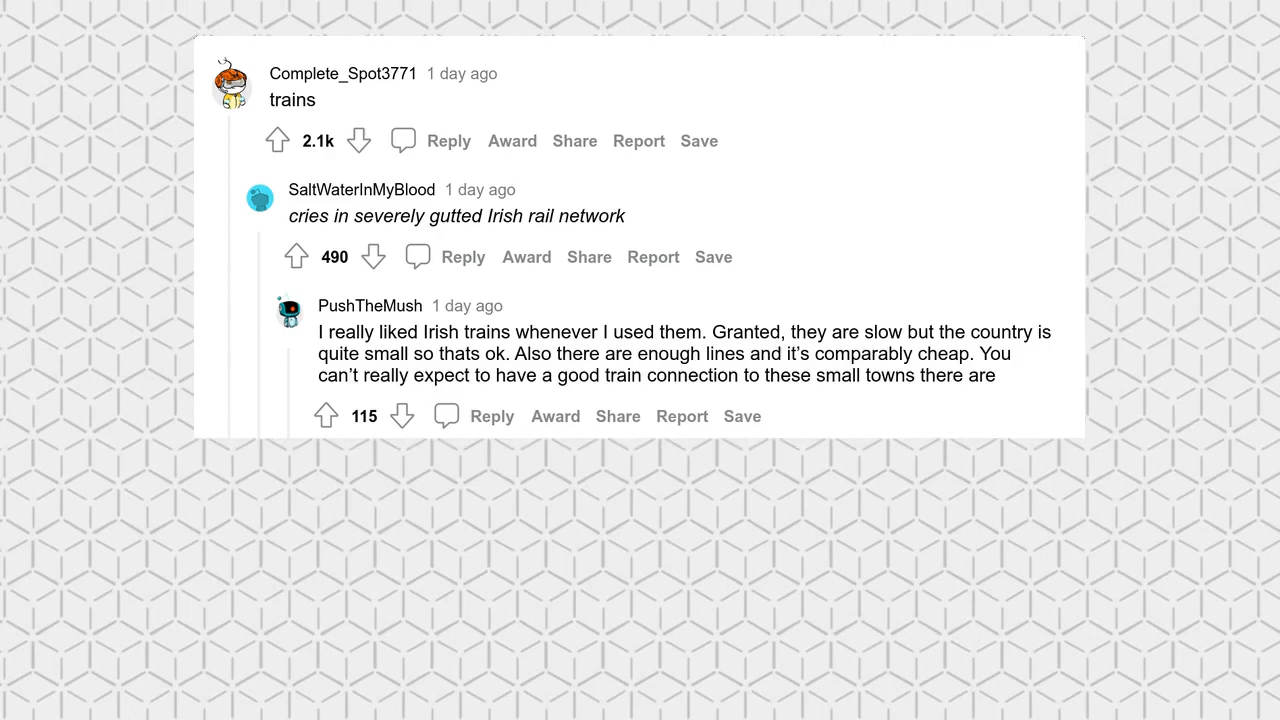 Complete_Spot3771 1 day ago
trains
2.1k Reply Award Share Report Save
SaltWaterInMyBlood 1 day ago
cries in severely gutted Irish rail network
490 Reply Award Share Report Save
PushTheMush 1 day ago
I really liked Irish trains whenever I used them. Granted, they are slow but the country is
quite small so thats ok. Also there are enough lines and it’s comparably cheap. You
can’t really expect to have a good train connection to these small towns there are
115 Reply Award Share Report Save